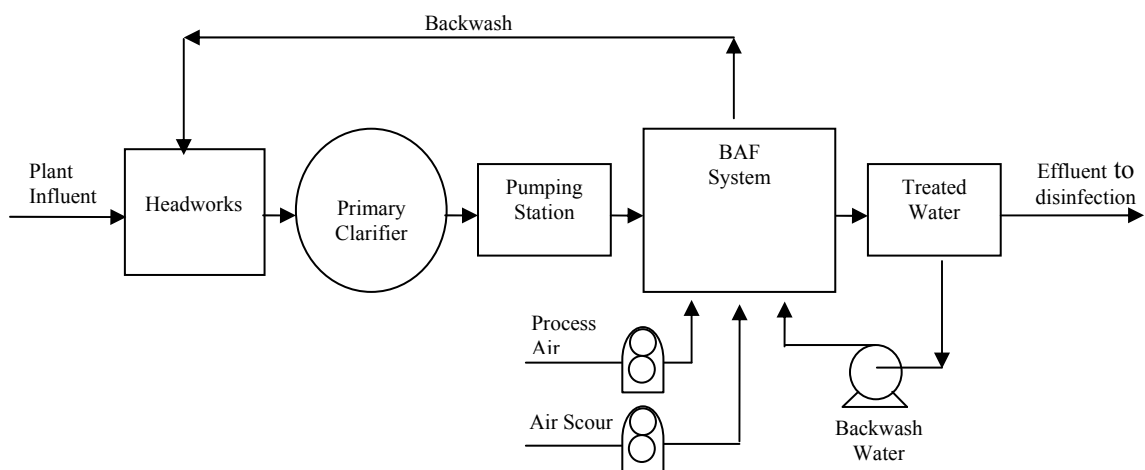 Backwash
Plant
Influent
Headworks
Primary
Clarifier
Pumping
Station
BAF
System
Treated
Water
Effluent to
disinfection
Process
Air
Air Scour
Backwash
Water